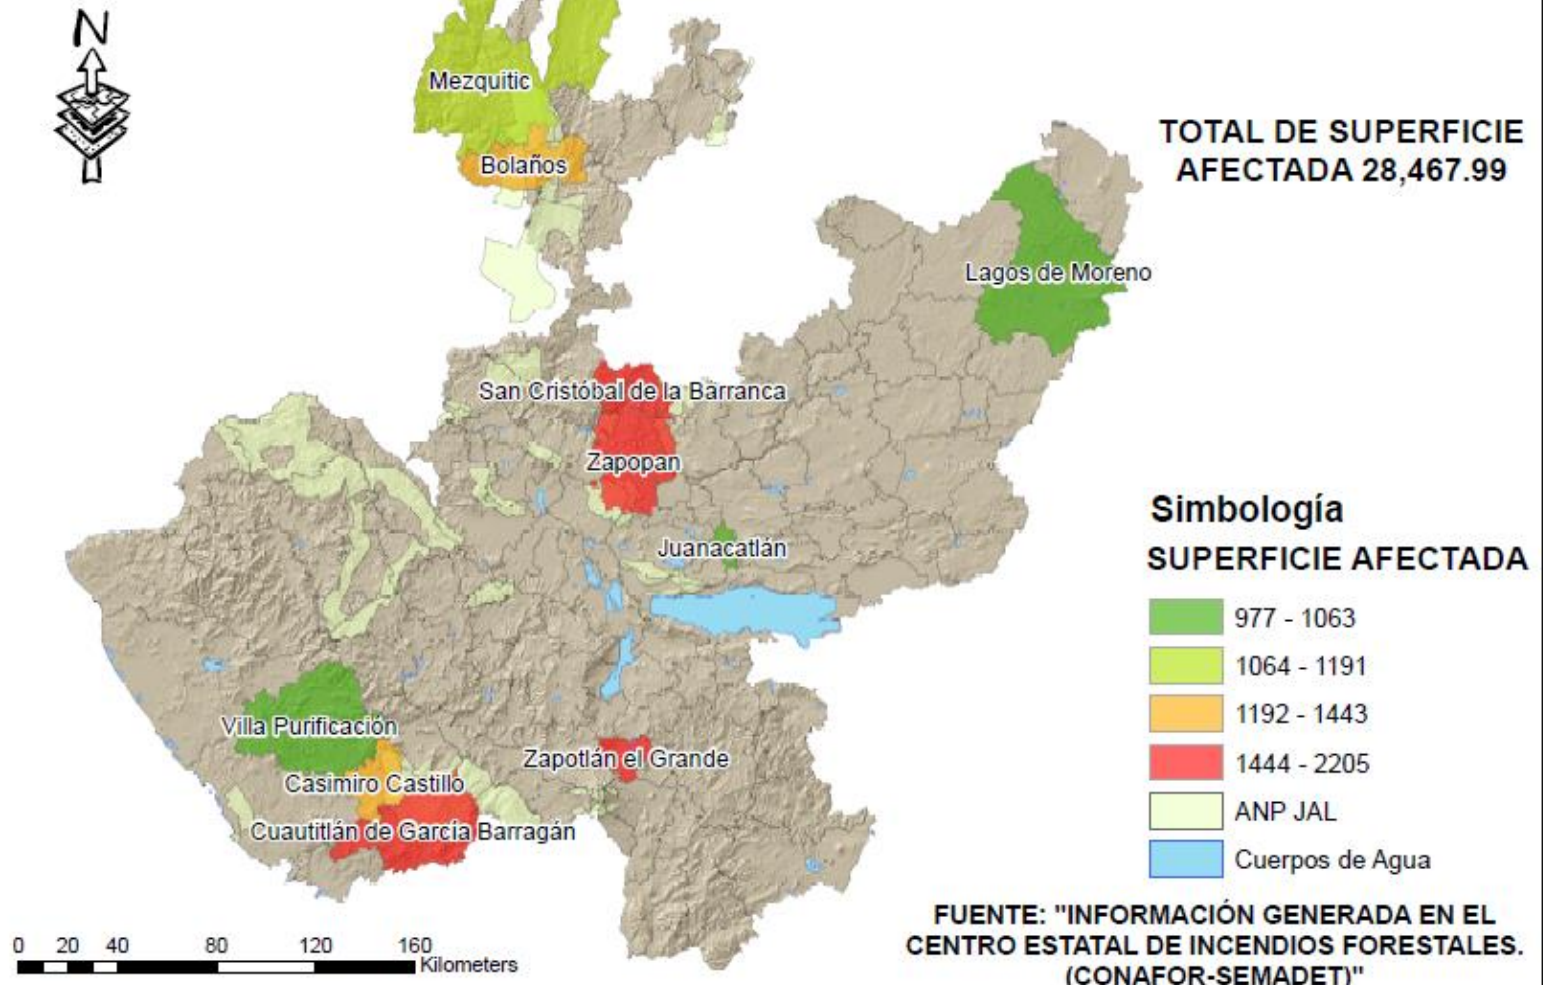 N
Mezquitic
Bolaños
TOTAL DE SUPERFICIE
AFECTADA 28,467.99
Lagos de Moreno
San Cristóbal de la Barranca
Zapopan
Juanacatlán
Villa Purificación
Casimiro Castillo
Zapotlán el Grande
Cuautitlán de García Barragán
Simbología
SUPERFICIE AFECTADA
977 - 1063
1064 - 1191
1192 - 1443
1444 - 2205
ANP JAL
Cuerpos de Agua
0 20 40 80 120 160
Kilometers
FUENTE: "INFORMACIÓN GENERADA EN EL
CENTRO ESTATAL DE INCENDIOS FORESTALES.
(CONAFOR-SEMADET)"